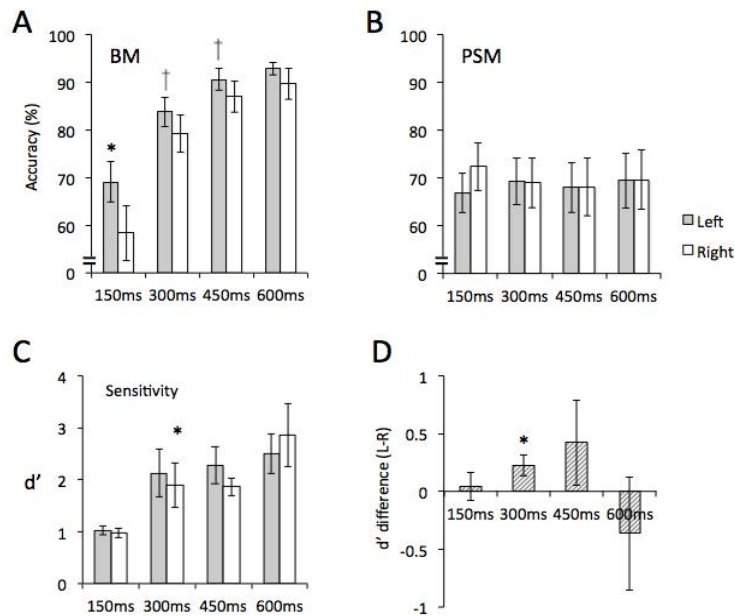 A
BM
Accuracy (%)
100
90
80
70
60
0
*
†
†
150ms 300ms 450ms 600ms
B
PSM
100
90
80
70
60
0
150ms 300ms 450ms 600ms
Left
Right
C
Sensitivity
d'
4
3
2
1
0
*
150ms 300ms 450ms 600ms
D
d' difference (L-R)
1
0.5
0
-0.5
-1
*
150ms 300ms 450ms 600ms